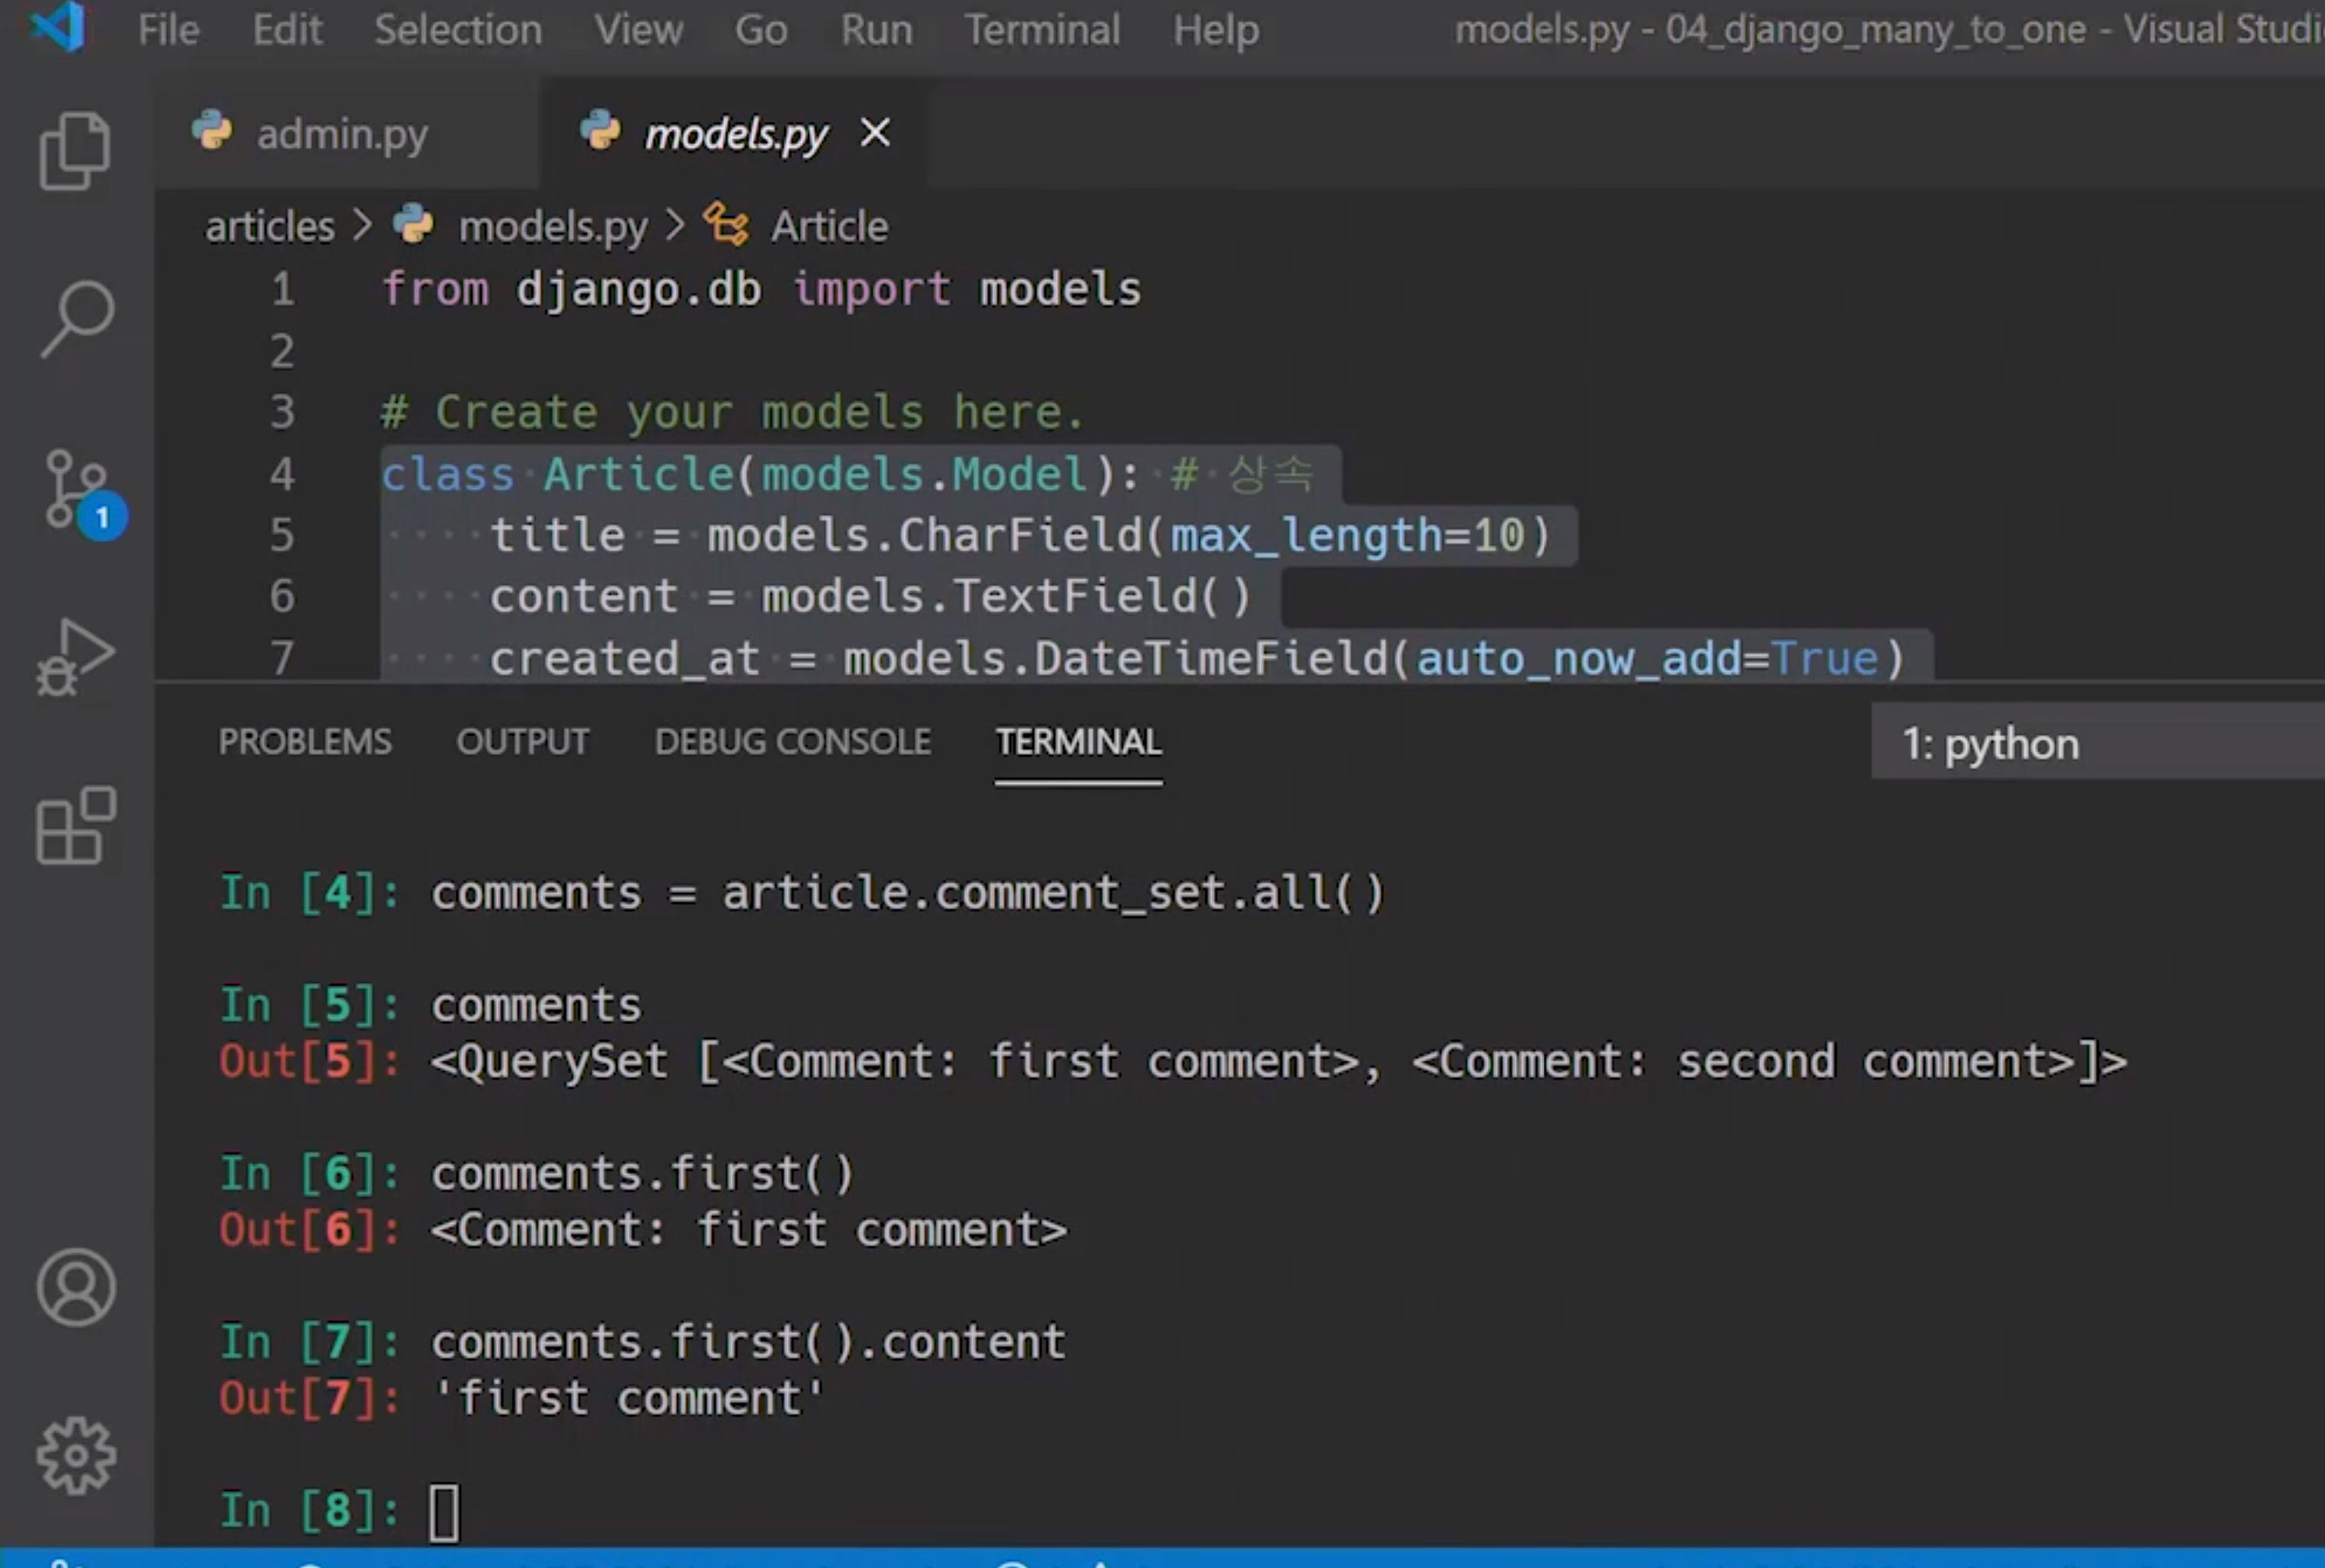 File Edit Selection View Go Run Terminal Help models.py - 04_django_many_to_one - Visual
admin.py models.py
articles > models.py > Article
1 from django.db import models
2
3 # Create your models here.
4 class Article(models.Model): # 상속
5 title = models.CharField(max_length=10)
6 content = models.TextField()
7 created_at = models.DateTimeField(auto_now_add=True)
1
PROBLEMS OUTPUT DEBUG CONSOLE TERMINAL 1: python
In [4]: comments = article.comment_set.all()
In [5]: comments
Out[5]: <QuerySet [<Comment: first comment>, <Comment: second comment>]>
In [6]: comments.first()
Out[6]: <Comment: first comment>
In [7]: comments.first().content
Out[7]: 'first comment'
In [8]: